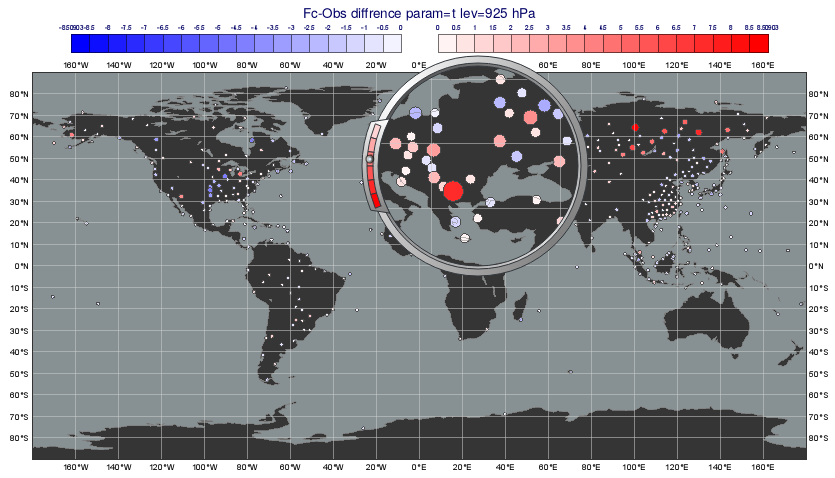 Fc-Obs diffrence param=t lev=925 hPa
-8.50903 -8.5 -8 -7.5 -7 -6.5 -6 -5.5 -5 -4.5 -4 -3.5 -3 -2.5 -2 -1.5 -1 -0.5 0 0 0.5 1 1.5 2 2.5 3 3.5 4 4.5 5 5.5 6 6.5 7 7.5 8 8.5 8.50903
160°W 140°W 120°W 100°W 80°W 60°W 40°W 20°W 0°E 20°E 40°E 60°E 80°E 100°E 120°E 140°E 160°E
80°N 80°N
70°N 70°N
60°N 60°N
50°N 50°N
40°N 40°N
30°N 30°N
20°N 20°N
10°N 10°N
0°N 0°N
10°S 10°S
20°S 20°S
30°S 30°S
40°S 40°S
50°S 50°S
60°S 60°S
70°S 70°S
80°S 80°S
160°W 140°W 120°W 100°W 80°W 60°W 40°W 20°W 0°E 20°E 40°E 60°E 80°E 100°E 120°E 140°E 160°E